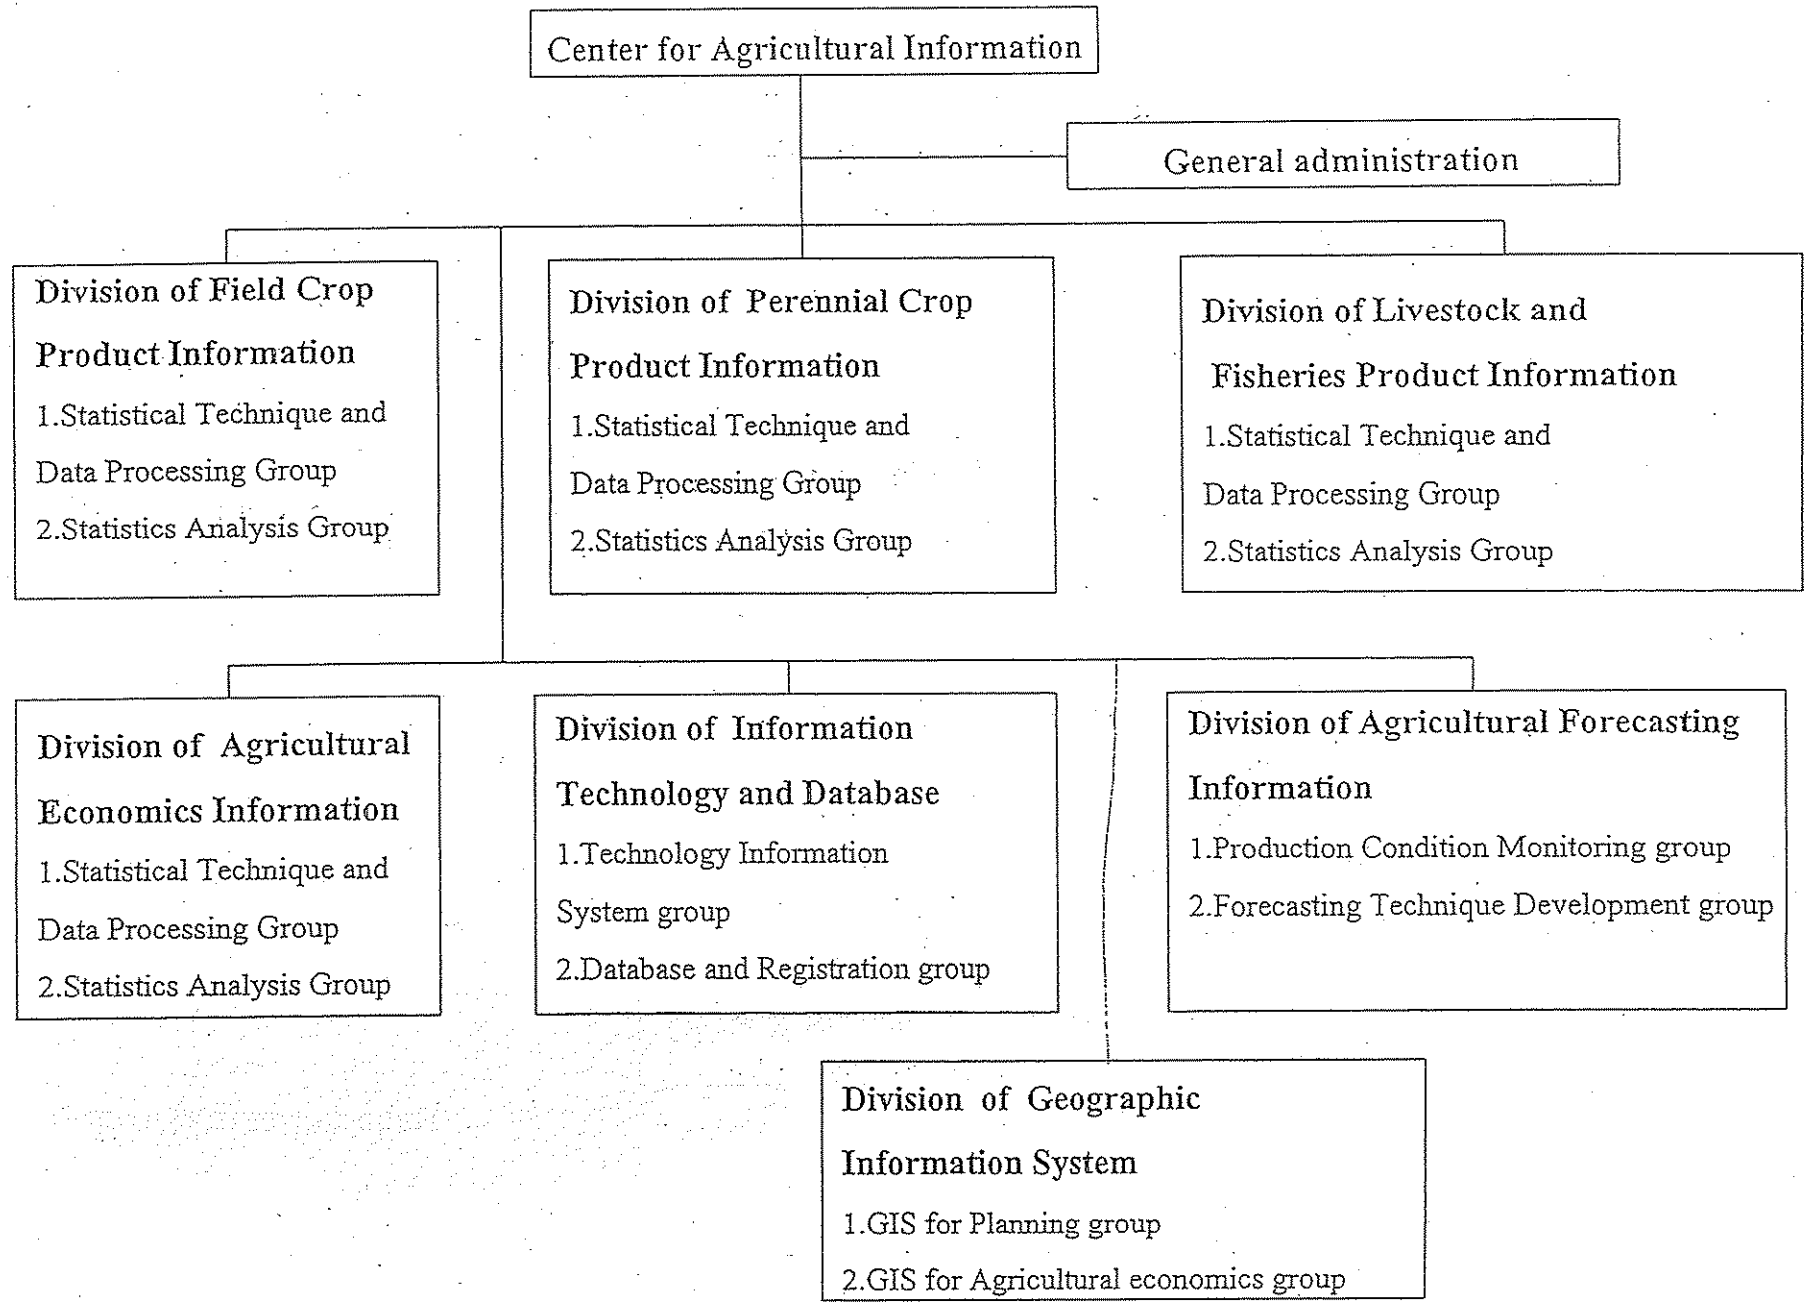 Center for Agricultural Information
General administration
Division of Field Crop
Product Information
1.Statistical Technique and
Data Processing Group
2.Statistics Analysis Group
Division of Perennial Crop
Product Information
1.Statistical Technique and
Data Processing Group
2.Statistics Analysis Group
Division of Livestock and
Fisheries Product Information
1.Statistical Technique and
Data Processing Group
2.Statistics Analysis Group
Division of Agricultural
Economics Information
1.Statistical Technique and
Data Processing Group
2.Statistics Analysis Group
Division of Information
Technology and Database
1.Technology Information
System group
2.Database and Registration group
Division of Agricultural Forecasting
Information
1.Production Condition Monitoring group
2.Forecasting Technique Development group
Division of Geographic
Information System
1.GIS for Planning group
2.GIS for Agricultural economics group